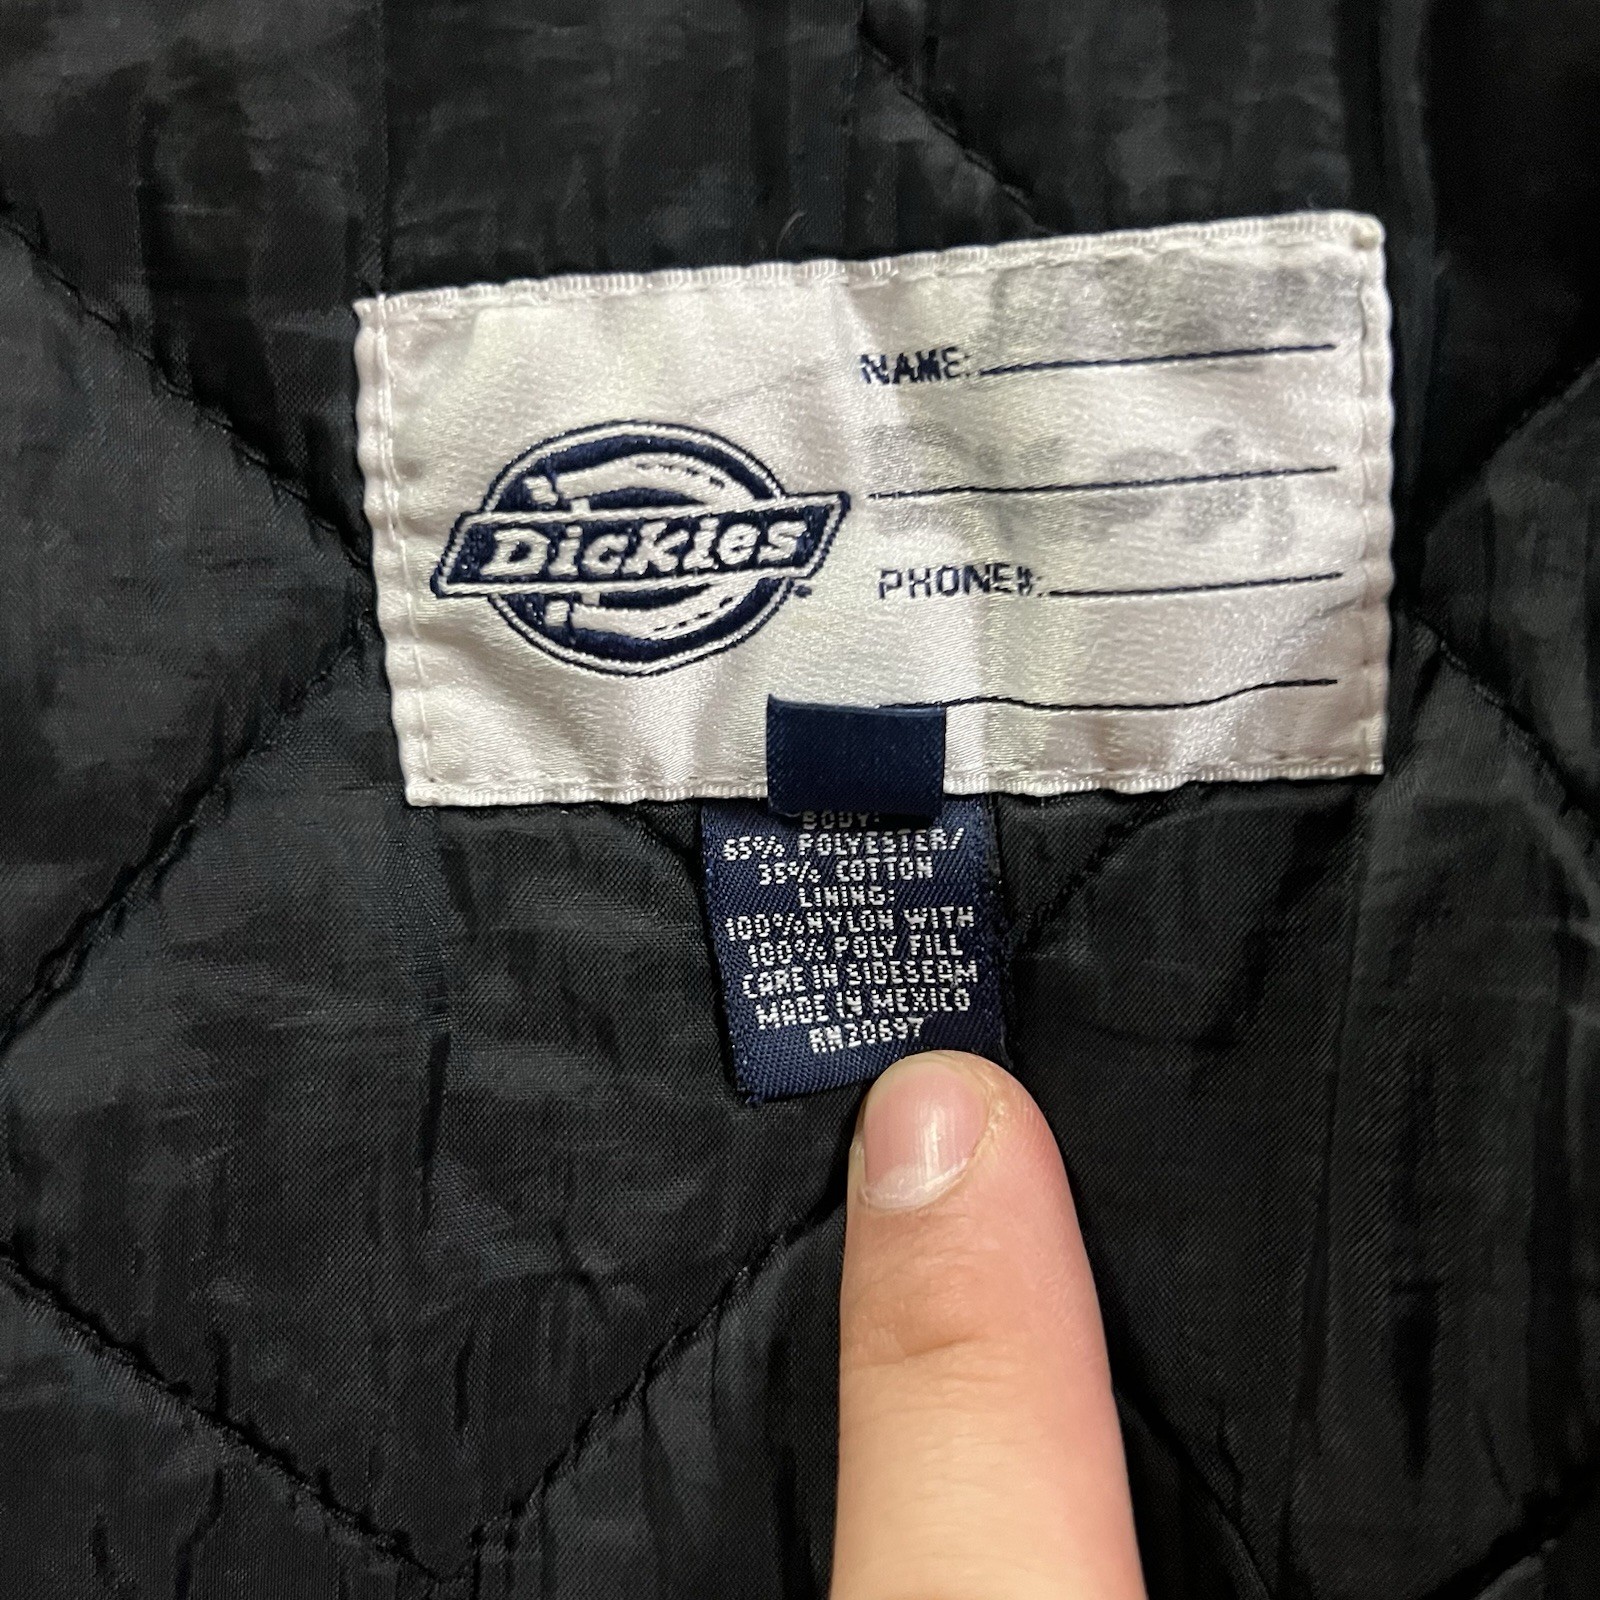 NAME:
Dickies
PHONE#:
BODY:
65% POLYESTER/
35% COTTON
LINING:
100% NYLON WITH
100% POLY FILL
CARE IN SIDESEAM
MADE IN MEXICO
RN20697